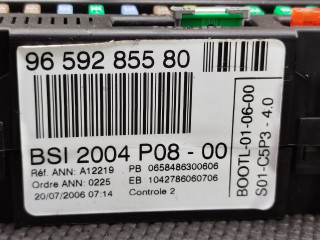 96 592 855 80
BSI 2004 P08 - 00
Réf. ANN: A12219 PB 0658486300606
Ordre ANN: 0225 EB 1042786060706
20/07/2006 07:14 Controle 2
BOOTL-01-06-00
S01-C5P3 - 4.0